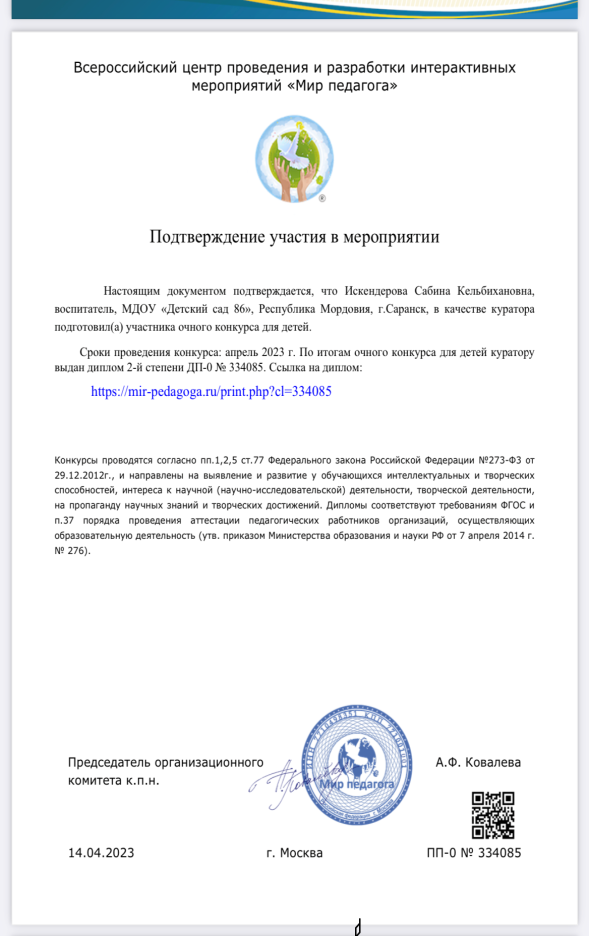 Всероссийский центр проведения и разработки интерактивных
мероприятий «Мир педагога»
Подтверждение участия в мероприятии
Настоящим документом подтверждается, что Искендерова Сабина Кельбихановна,
воспитатель, МДОУ «Детский сад 86», Республика Мордовия, г.Саранск, в качестве куратора
подготовил(а) участника очного конкурса для детей.
Сроки проведения конкурса: апрель 2023 г. По итогам очного конкурса для детей куратору
выдан диплом 2-й степени ДП-0 № 334085. Ссылка на диплом:
https://mir-pedagoga.ru/print.php?cl=334085
Конкурсы проводятся согласно пп.1,2,5 ст.77 Федерального закона Российской Федерации №273-ФЗ от
29.12.2012г., и направлены на выявление и развитие у обучающихся интеллектуальных и творческих
способностей, интереса к научной (научно-исследовательской) деятельности, творческой деятельности,
на пропаганду научных знаний и творческих достижений. Дипломы соответствуют требованиям ФГОС и
п.37 порядка проведения аттестации педагогических работников организаций, осуществляющих
образовательную деятельность (утв. приказом Министерства образования и науки РФ от 7 апреля 2014 г.
№ 276).
Председатель организационного
комитета к.п.н.
Мир педагога
А.Ф. Ковалева
14.04.2023
г. Москва
ПП-0 № 334085